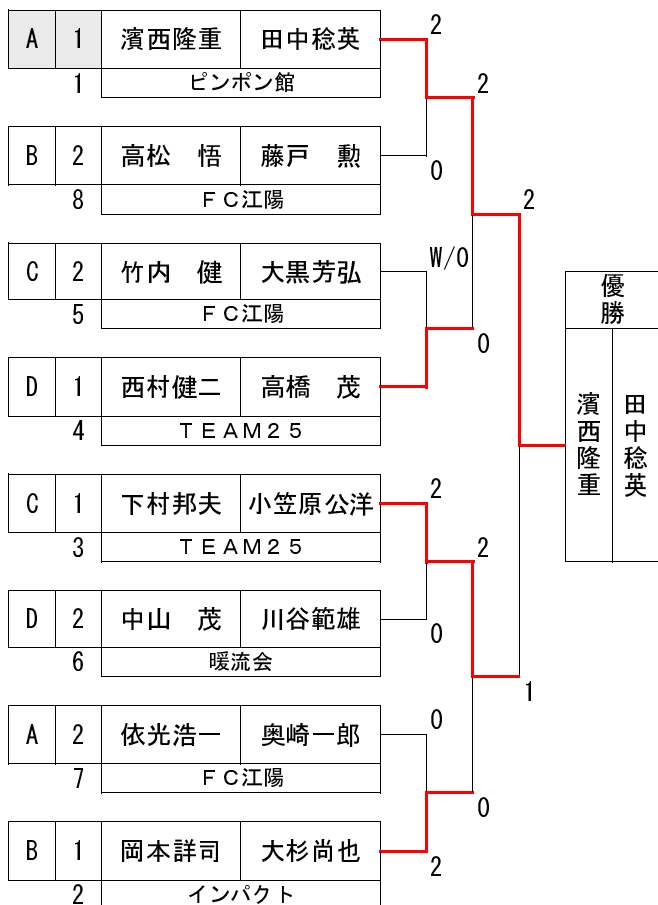 A 1 濱西隆重 田中稔英
1 ピンポン館
2
2
B 2 高松　悟 藤戸　勲
0
8 ＦＣ江陽
2
C 2 竹内　健 大黒芳弘
W/0
5 ＦＣ江陽
0
D 1 西村健二 高橋　茂
4 ＴＥＡＭ２５
優勝
濱西隆重
田中稔英
C 1 下村邦夫 小笠原公洋
2
3 ＴＥＡＭ２５
2
D 2 中山　茂 川谷範雄
0
6 暖流会
1
A 2 依光浩一 奥崎一郎
0
7 ＦＣ江陽
0
B 1 岡本詳司 大杉尚也
2
2 インパクト